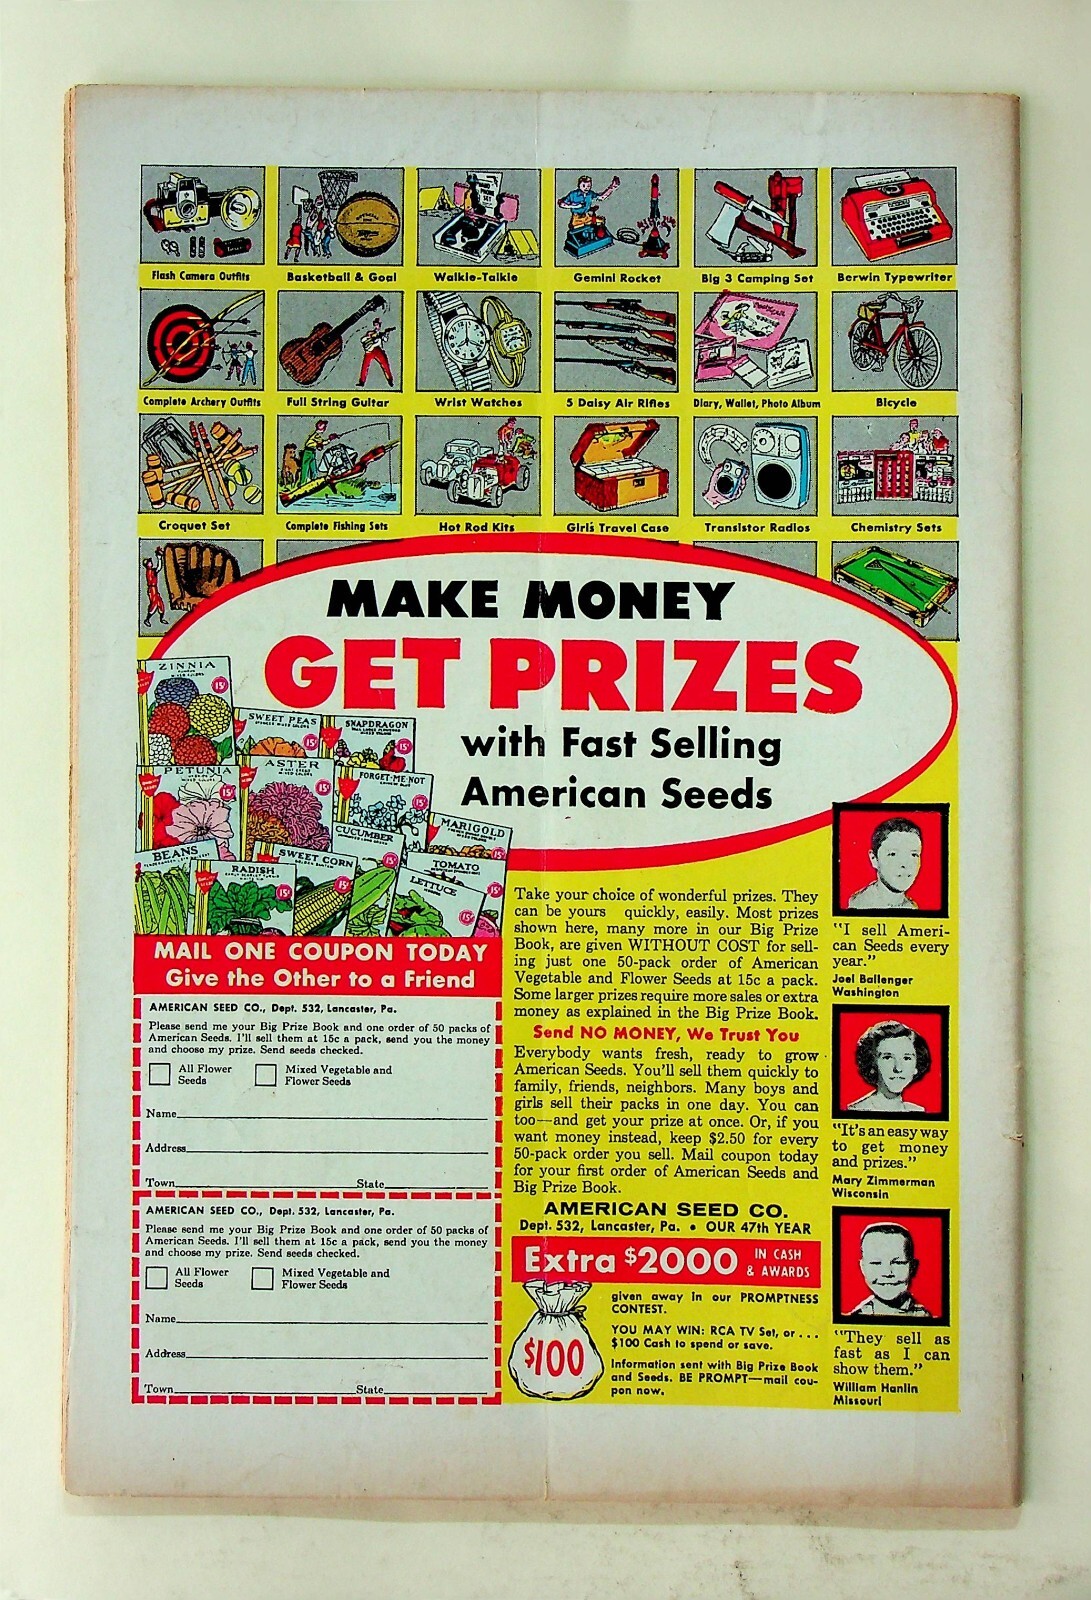 Flash Camera Outfits
Basketball & Goal
Walkie-Talkie
Gemini Rocket
Big 3 Camping Set
Berwin Typewriter
Complete Archery Outfits
Full String Guitar
Wrist Watches
5 Daisy Air Rifles
Diary, Wallet, Photo Album
Bicycle
Croquet Set
Complete Fishing Sets
Hot Rod Kits
Girl's Travel Case
Transistor Radios
Chemistry Sets
MAKE MONEY
GET PRIZES
with Fast Selling
American Seeds
ZINNIA
MIXED COLORS
15¢
SWEET PEAS
15¢
SNAPDRAGON
15¢
PETUNIA
MIXED COLORS
15¢
ASTER
MIXED COLORS
15¢
FORGET-ME-NOT
15¢
CUCUMBER
MARIGOLD
15¢
BEANS
RADISH
15¢
SWEET CORN
15¢
TOMATO
15¢
LETTUCE
15¢
MAIL ONE COUPON TODAY
Give the Other to a Friend
AMERICAN SEED CO., Dept. 532, Lancaster, Pa.
Please send me your Big Prize Book and one order of 50 packs of
American Seeds. I'll sell them at 15c a pack, send you the money
and choose my prize. Send seeds checked.
All Flower
Seeds
Mixed Vegetable and
Flower Seeds
Name
Address
Town State
AMERICAN SEED CO., Dept. 532, Lancaster, Pa.
Please send me your Big Prize Book and one order of 50 packs of
American Seeds. I'll sell them at 15c a pack, send you the money
and choose my prize. Send seeds checked.
All Flower
Seeds
Mixed Vegetable and
Flower Seeds
Name
Address
Town State
Take your choice of wonderful prizes. They
can be yours quickly, easily. Most prizes
shown here, many more in our Big Prize
Book, are given WITHOUT COST for sell-
ing just one 50-pack order of American
Vegetable and Flower Seeds at 15c a pack.
Some larger prizes require more sales or extra
money as explained in the Big Prize Book.
Send NO MONEY, We Trust You
Everybody wants fresh, ready to grow
American Seeds. You'll sell them quickly to
family, friends, neighbors. Many boys and
girls sell their packs in one day. You can
too—and get your prize at once. Or, if you
want money instead, keep $2.50 for every
50-pack order you sell. Mail coupon today
for your first order of American Seeds and
Big Prize Book.
AMERICAN SEED CO.
Dept. 532, Lancaster, Pa. • OUR 47th YEAR
Extra $2000 IN CASH
& AWARDS
$100
given away in our PROMPTNESS
CONTEST.
YOU MAY WIN: RCA TV Set, or . . .
$100 Cash to spend or save.
Information sent with Big Prize Book
and Seeds. BE PROMPT—mail cou-
pon now.
"I sell Ameri-
can Seeds every
year."
Joel Ballenger
Washington
"It's an easy way
to get money
and prizes."
Mary Zimmerman
Wisconsin
"They sell as
fast as I can
show them."
William Hanlin
Missouri